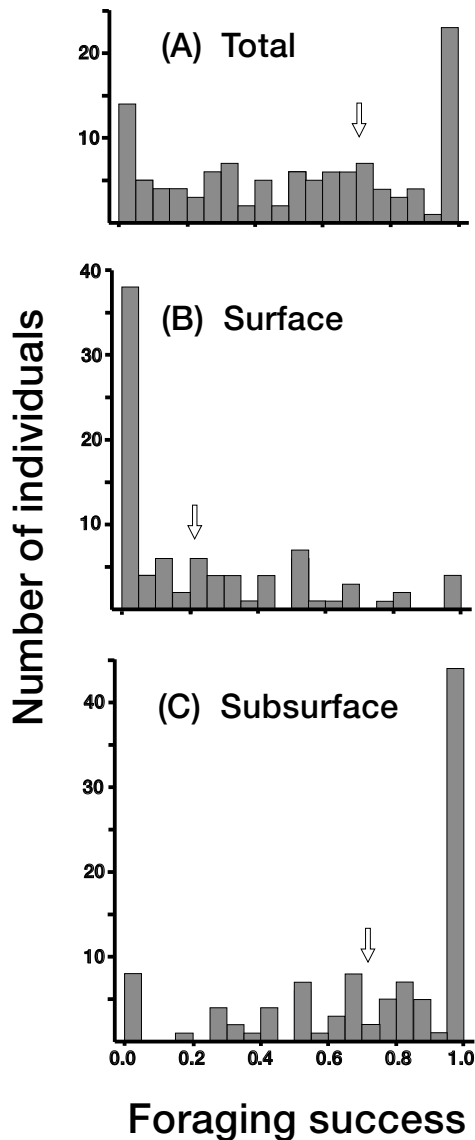 (A) Total
20
10
(B) Surface
40
30
20
10
(C) Subsurface
40
30
20
10
0.0 0.2 0.4 0.6 0.8 1.0
Number of individuals
Foraging success